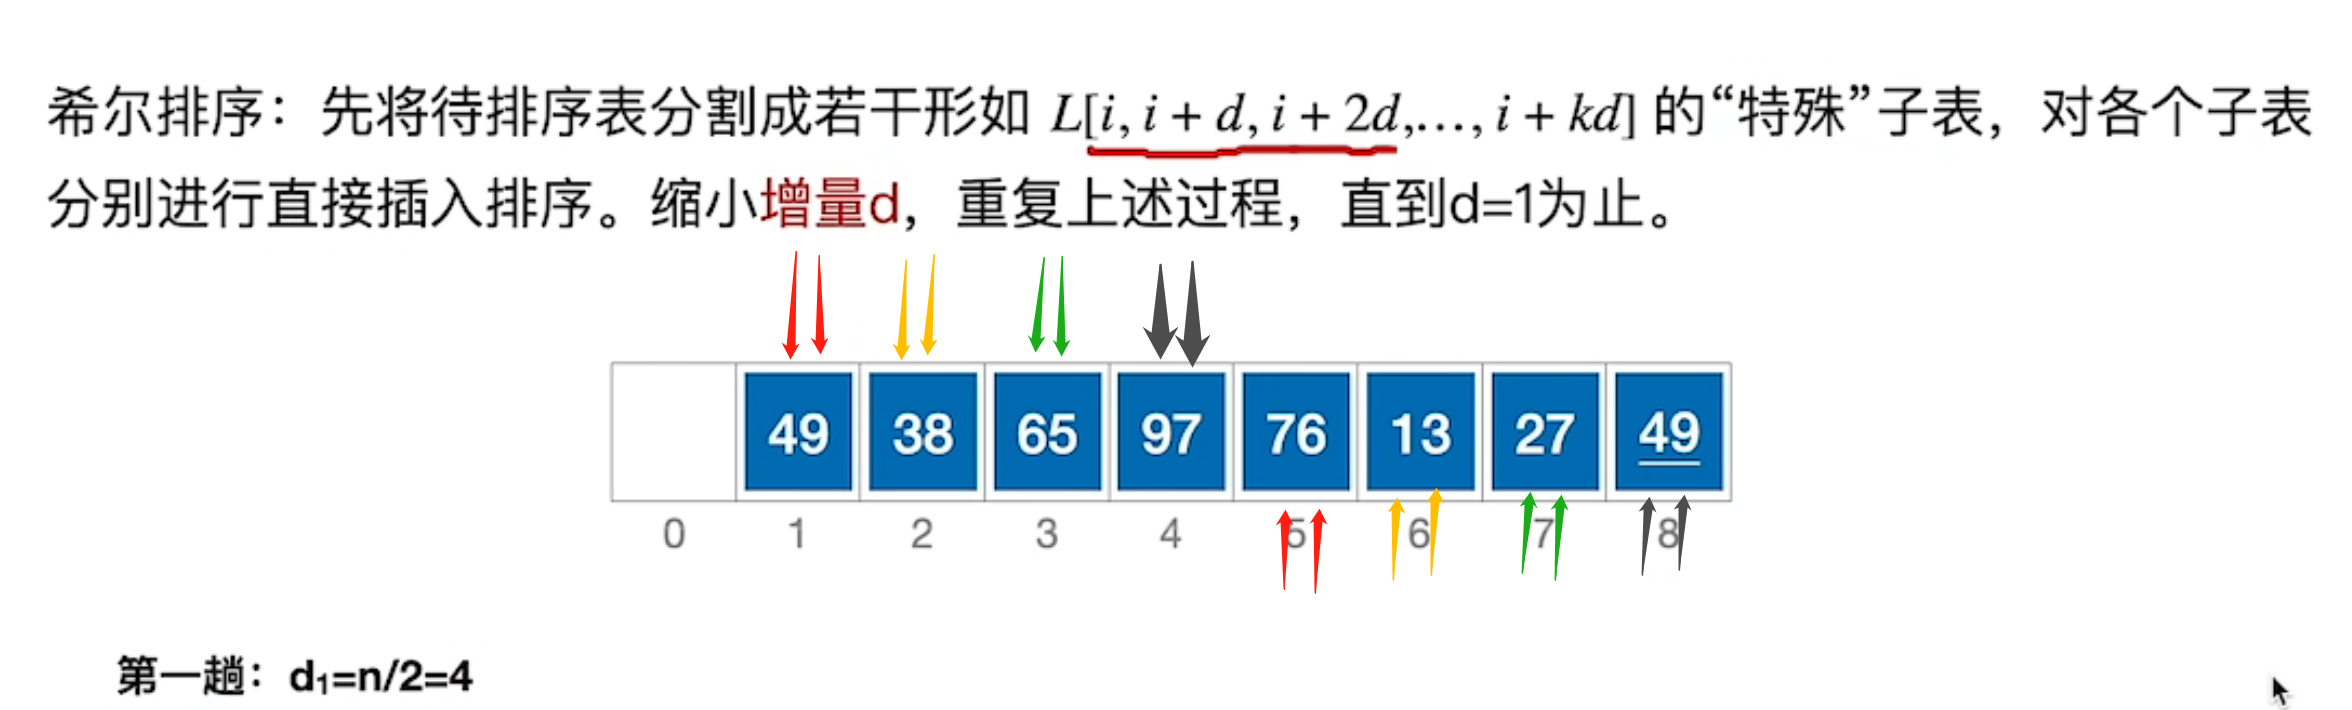 希尔排序：先将待排序表分割成若干形如 L[i, i + d, i + 2d,…, i + kd] 的“特殊”子表，对各个子表
分别进行直接插入排序。缩小增量d，重复上述过程，直到d=1为止。
49 38 65 97 76 13 27 49
0 1 2 3 4 5 6 7 8
第一趟：d₁=n/2=4